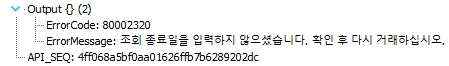 Output {} (2)
ErrorCode: 80002320
ErrorMessage: 조회 종료일을 입력하지 않으셨습니다. 확인 후 다시 거래하십시오.
API_SEQ: 4ff068a5bf0aa01626ffb7b6289202dc